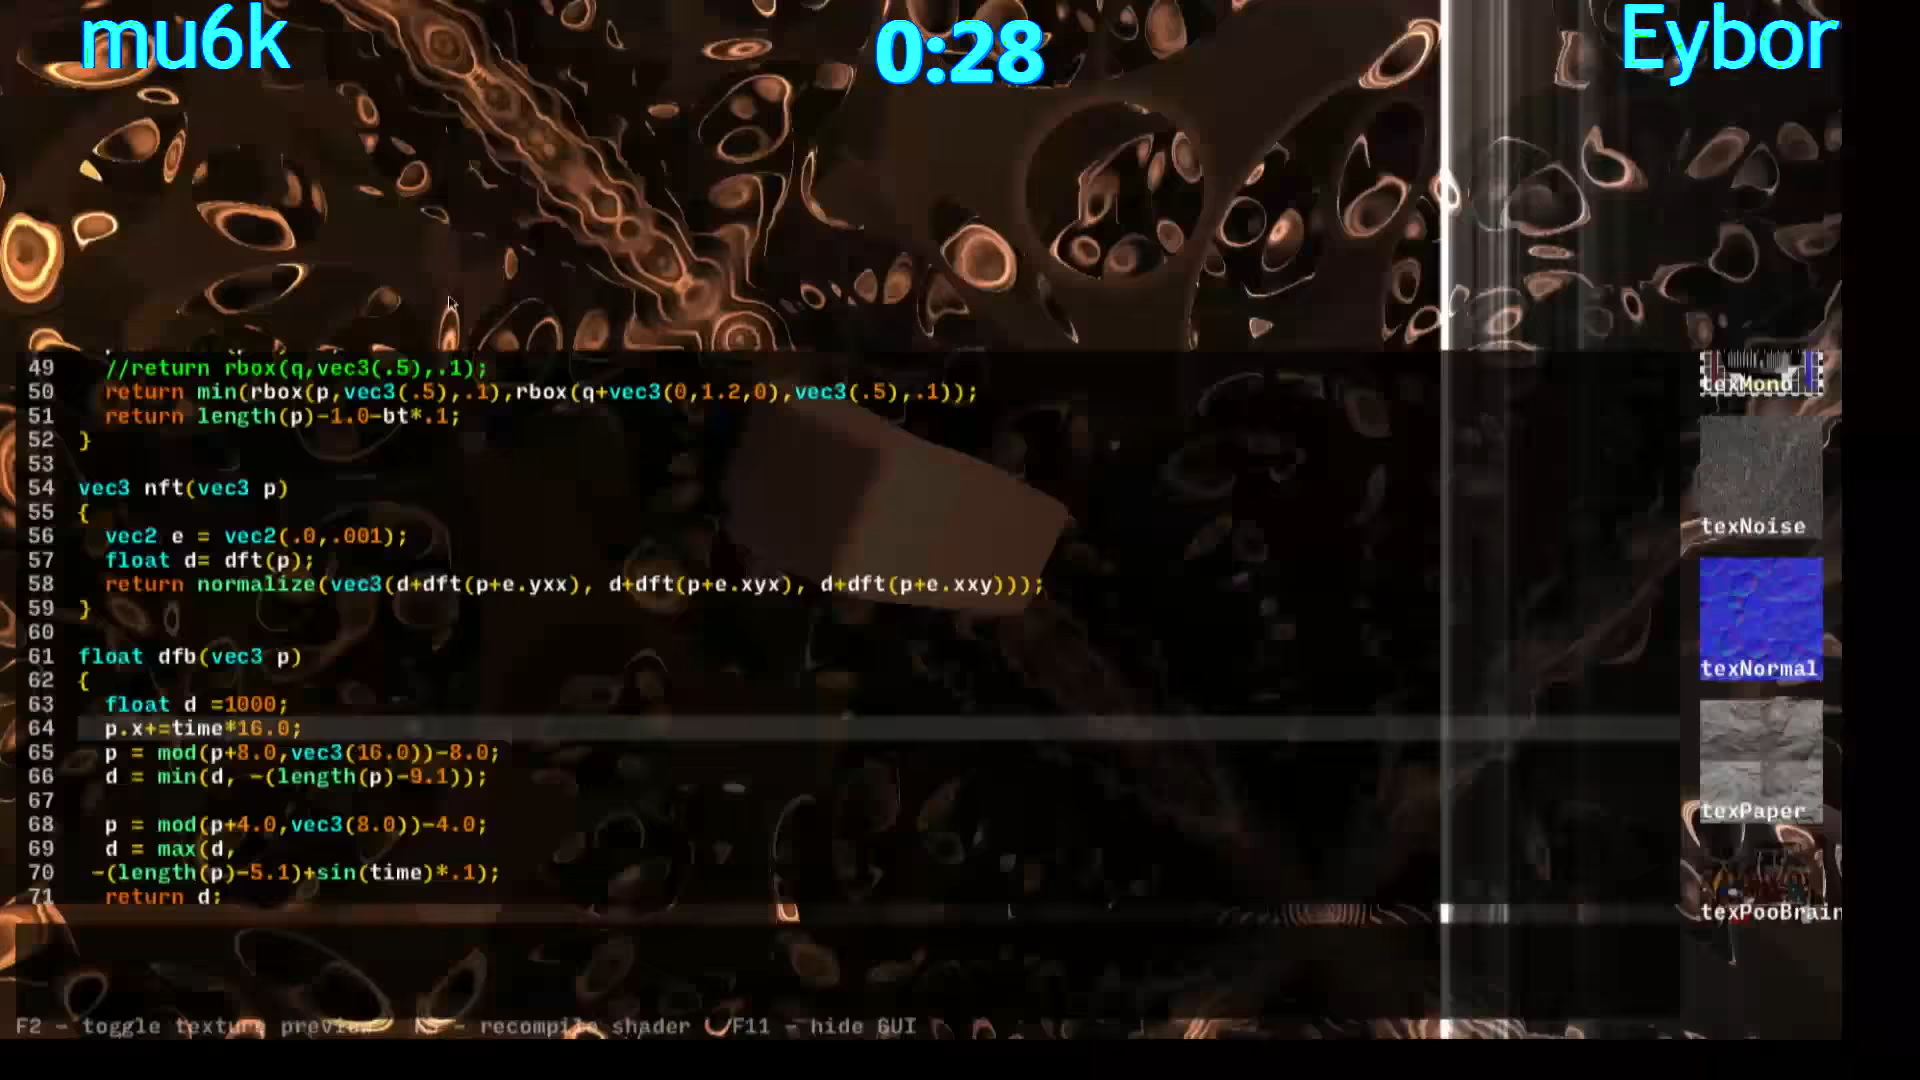 mu6k 0:28 Eybor
49 //return rbox(q,vec3(.5),.1);
50 return min(rbox(p,vec3(.5),.1),rbox(q+vec3(0,1.2,0),vec3(.5),.1));
51 return length(p)-1.0-bt*.1;
52 }
53
54 vec3 nft(vec3 p)
55 {
56 vec2 e = vec2(.0,.001);
57 float d= dft(p);
58 return normalize(vec3(d+dft(p+e.yxx), d+dft(p+e.xyx), d+dft(p+e.xxy)));
59 }
60
61 float dfb(vec3 p)
62 {
63 float d =1000;
64 p.x+=time*16.0;
65 p = mod(p+8.0,vec3(16.0))-8.0;
66 d = min(d, -(length(p)-9.1));
67
68 p = mod(p+4.0,vec3(8.0))-4.0;
69 d = max(d,
70 -(length(p)-5.1)+sin(time)*.1);
71 return d;
texMono
texNoise
texNormal
texPaper
texPooBrain
F2 - toggle texture preview F5 - recompile shader F11 - hide GUI